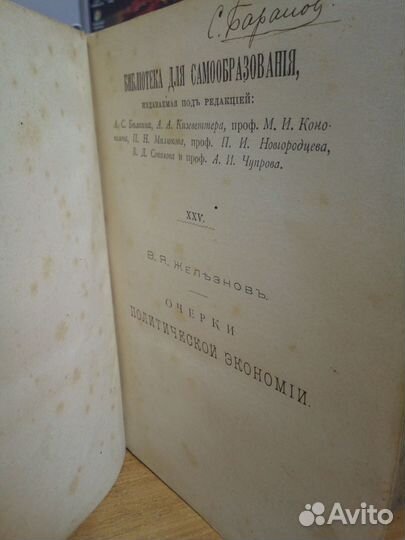 С. Баранов
БИБЛІОТЕКА ДЛЯ САМООБРАЗОВАНІЯ,
ИЗДАВАЕМАЯ ПОДЪ РЕДАКЦІЕЙ:
А. С. Бѣлкина, А. А. Кизеветтера, проф. М. И. Коно-
валова, П. Н. Милюкова, проф. П. И. Новгородцева,
В. Д. Соколова и проф. А. И. Чупрова.
XXV.
В. Я. ЖЕЛѢЗНОВЪ.
ОЧЕРКИ
ПОЛИТИЧЕСКОЙ ЭКОНОМІИ.
Avito